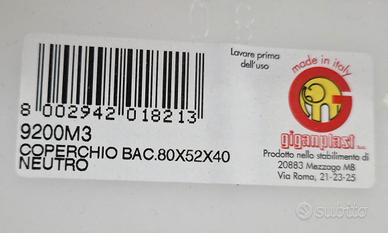 Lavare prima
dell'uso
made in italy
8 002942 018213
9200M3
COPERCHIO BAC.80X52X40
NEUTRO
giganplast
Prodotto nello stabilimento di
20883 Mezzago MB
Via Roma, 21-23-25
subito